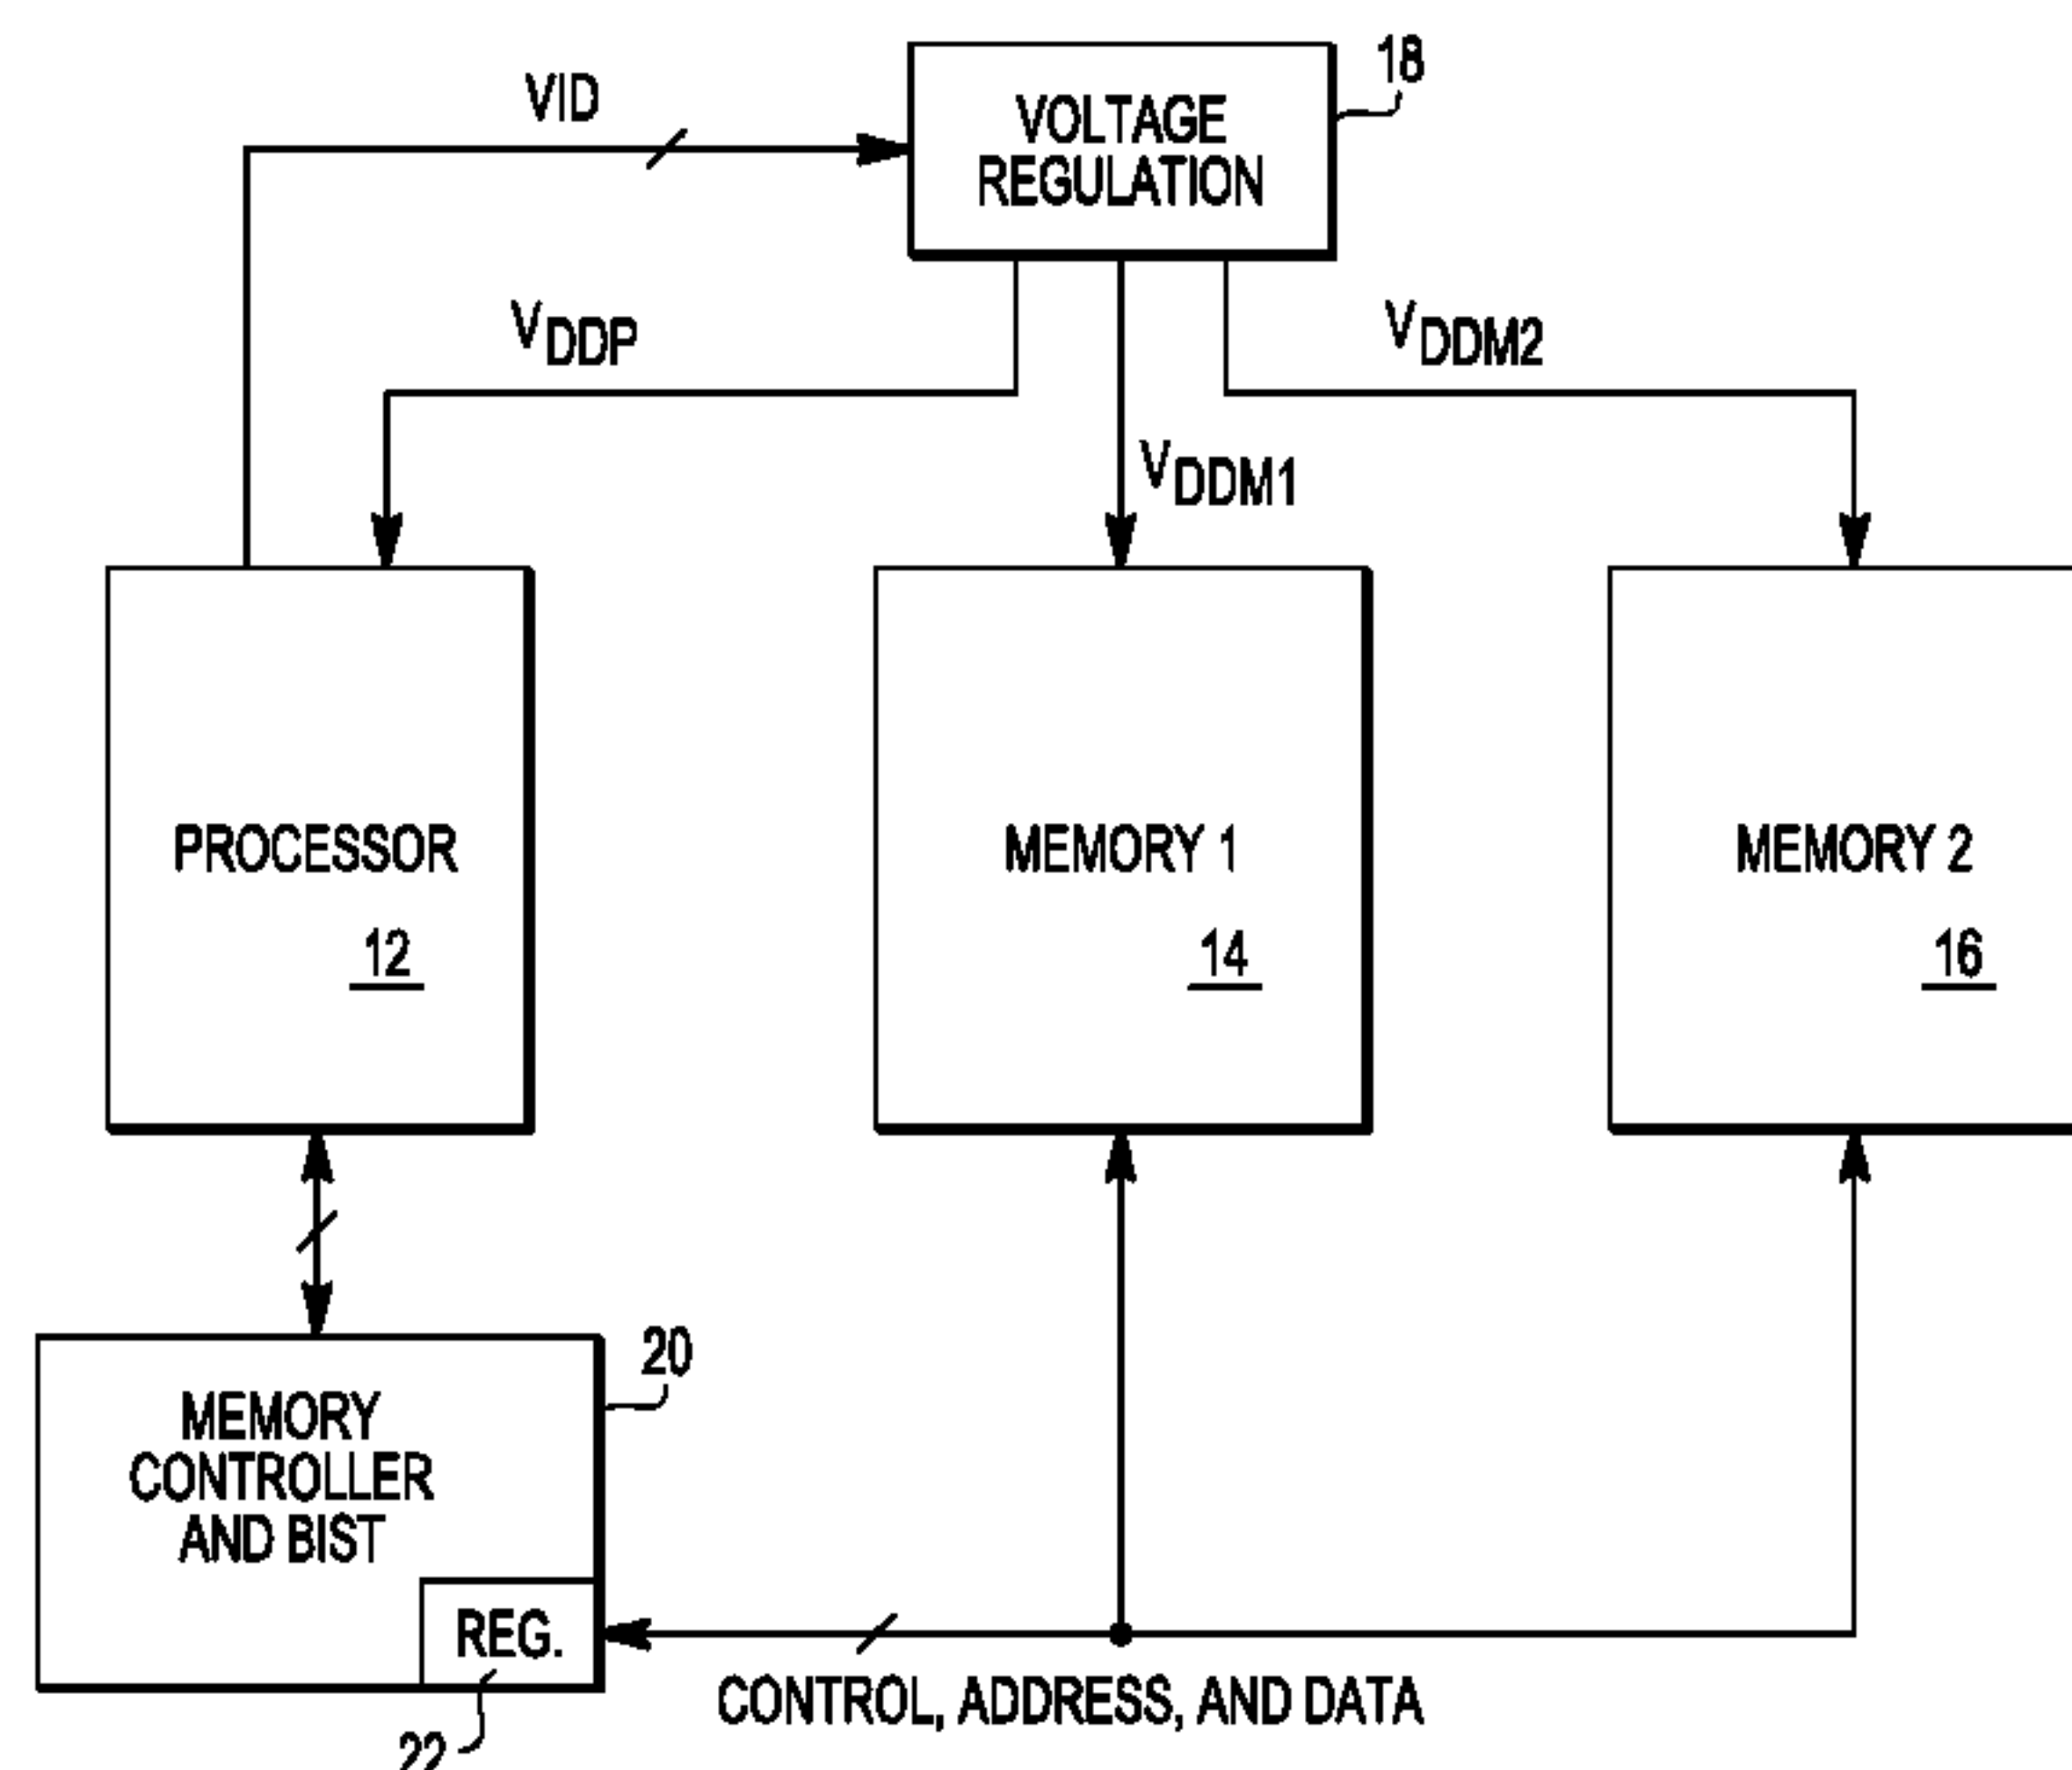 VID
VOLTAGE
REGULATION
18
VDDP
VDDM1
VDDM2
PROCESSOR
12
MEMORY 1
14
MEMORY 2
16
MEMORY
CONTROLLER
AND BIST
20
REG.
22
CONTROL, ADDRESS, AND DATA